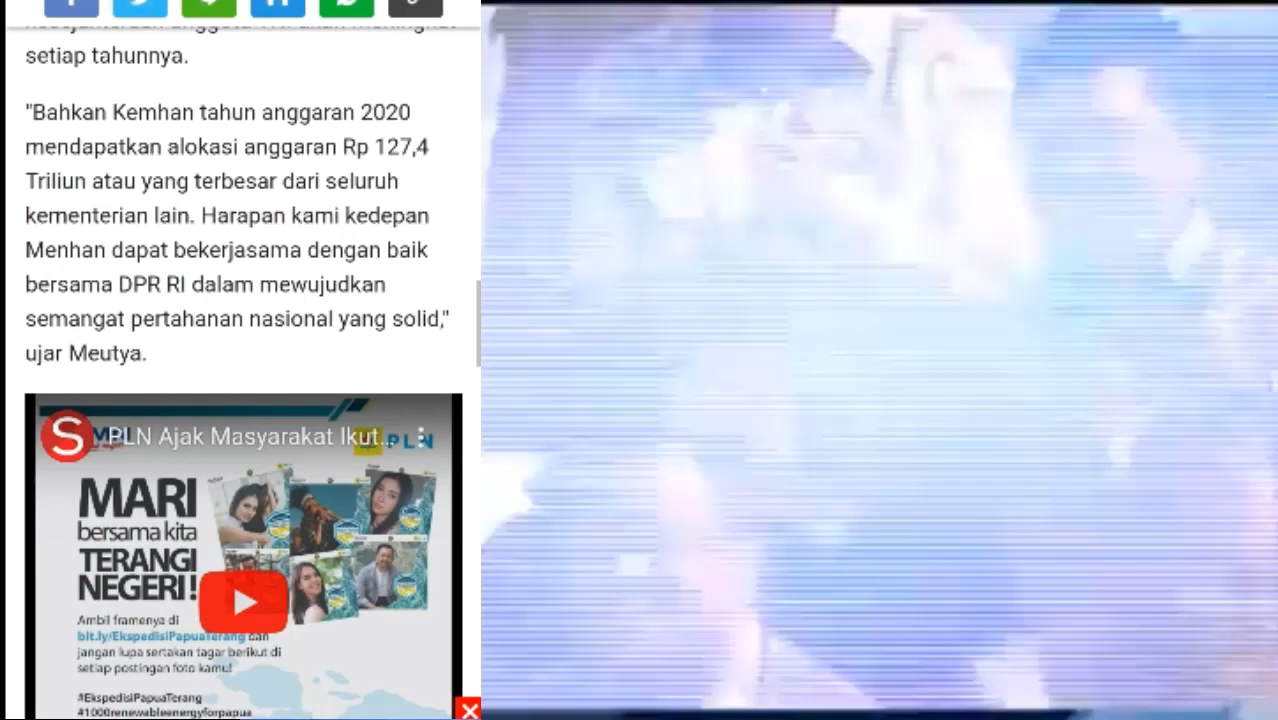 setiap tahunnya.
"Bahkan Kemhan tahun anggaran 2020
mendapatkan alokasi anggaran Rp 127,4
Triliun atau yang terbesar dari seluruh
kementerian lain. Harapan kami kedepan
Menhan dapat bekerjasama dengan baik
bersama DPR RI dalam mewujudkan
semangat pertahanan nasional yang solid,"
ujar Meutya.
S PLN Ajak Masyarakat Ikut...
PLN
MARI
bersama kita
TERANGI
NEGERI!
Ambil framenya di
bit.ly/EkspedisiPapuaTerang dan
jangan lupa sertakan tagar berikut di
setiap postingan foto kamu!
#EkspedisiPapuaTerang
#1000renewableenergyforpapua